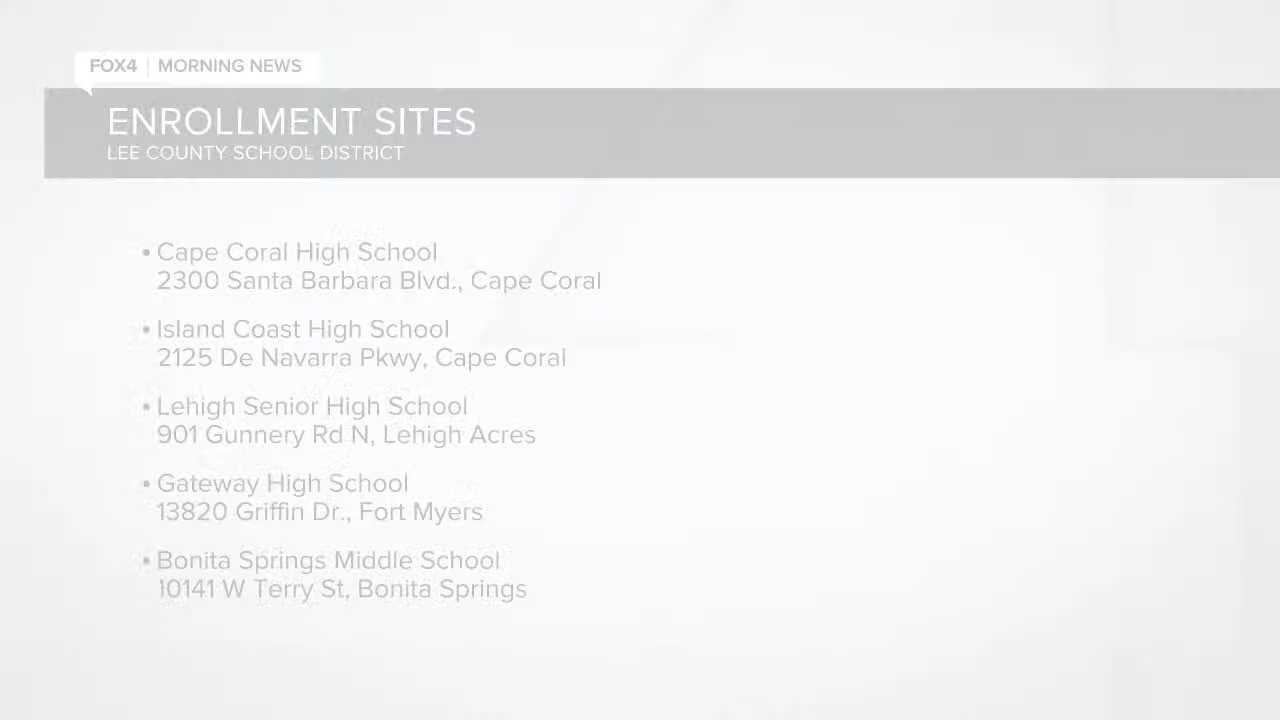 FOX4 MORNING NEWS
ENROLLMENT SITES
LEE COUNTY SCHOOL DISTRICT
• Cape Coral High School
2300 Santa Barbara Blvd., Cape Coral
• Island Coast High School
2125 De Navarra Pkwy, Cape Coral
• Lehigh Senior High School
901 Gunnery Rd N, Lehigh Acres
• Gateway High School
13820 Griffin Dr., Fort Myers
• Bonita Springs Middle School
10141 W Terry St, Bonita Springs